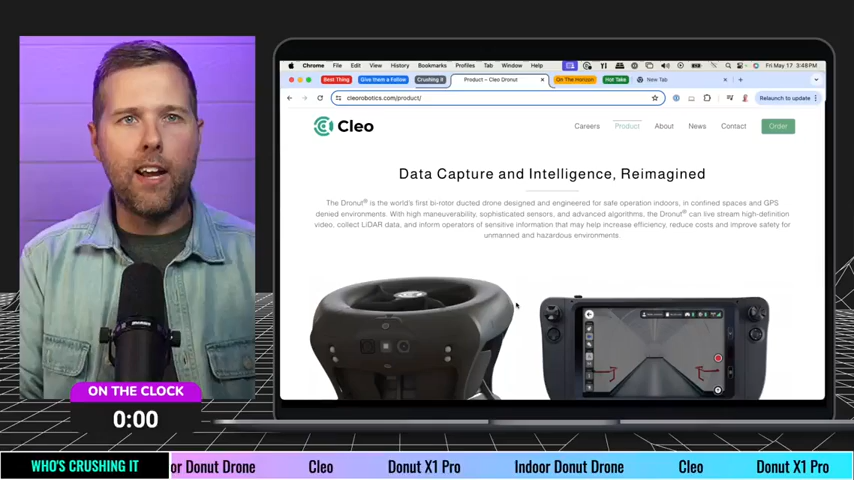 Chrome File Edit View History Bookmarks Profiles Tab Window Help Fri May 17 3:48PM
Best Thing Give them a Follow Crushing it Product – Cleo Dronut On The Horizon Hot Take New Tab
cleorobotics.com/product/ Relaunch to update
Cleo Careers Product About News Contact Order
Data Capture and Intelligence, Reimagined
The Dronut® is the world's first bi-rotor ducted drone designed and engineered for safe operation indoors, in confined spaces and GPS
denied environments. With high maneuverability, sophisticated sensors, and advanced algorithms, the Dronut® can live stream high-definition
video, collect LiDAR data, and inform operators of sensitive information that may help increase efficiency, reduce costs and improve safety for
unmanned and hazardous environments.
ON THE CLOCK
0:00
WHO'S CRUSHING IT or Donut Drone Cleo Donut X1 Pro Indoor Donut Drone Cleo Donut X1 Pro